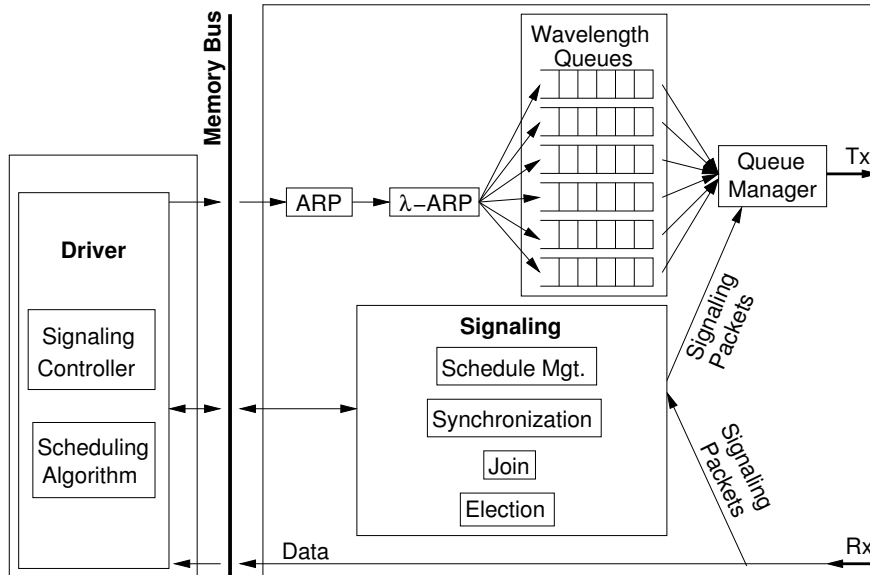 Memory Bus
Wavelength
Queues
ARP
λ−ARP
Queue
Manager
Tx
Driver
Signaling
Controller
Scheduling
Algorithm
Signaling
Schedule Mgt.
Synchronization
Join
Election
Signaling
Packets
Signaling
Packets
Data
Rx